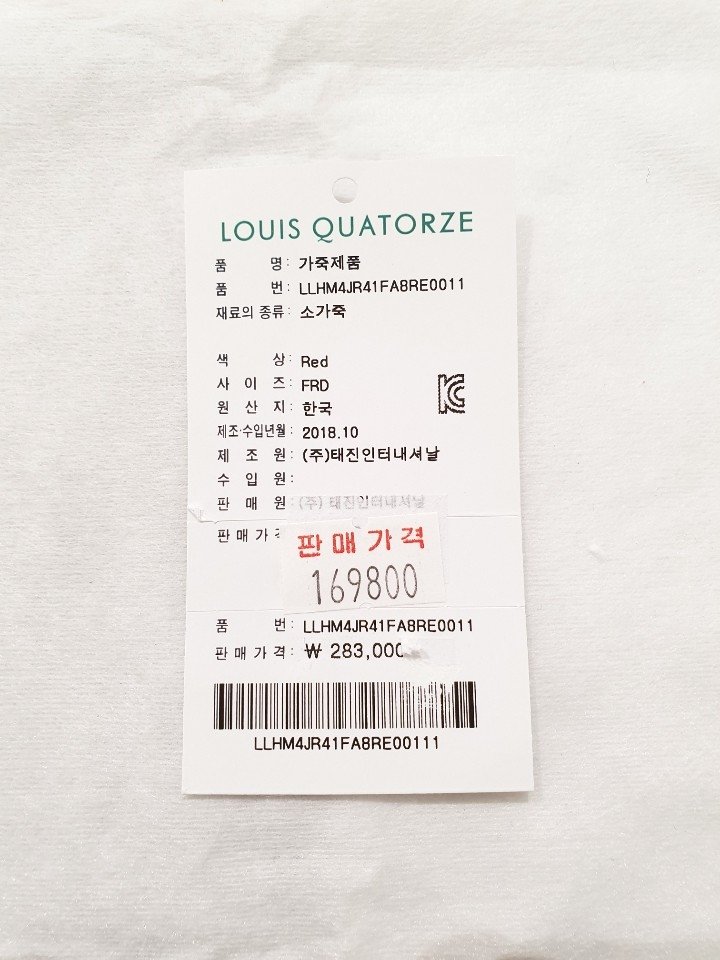 LOUIS QUATORZE
품 명: 가죽제품
품 번: LLHM4JR41FA8RE0011
재료의 종류: 소가죽
색 상: Red
사 이 즈: FRD
원 산 지: 한국
제조·수입년월: 2018.10
제 조 원: (주)태진인터내셔날
수 입 원:
판 매 원: (주)태진인터내셔날
판 매 가
판매가격
169800
품 번: LLHM4JR41FA8RE0011
판 매 가 격: ₩ 283,000
LLHM4JR41FA8RE00111